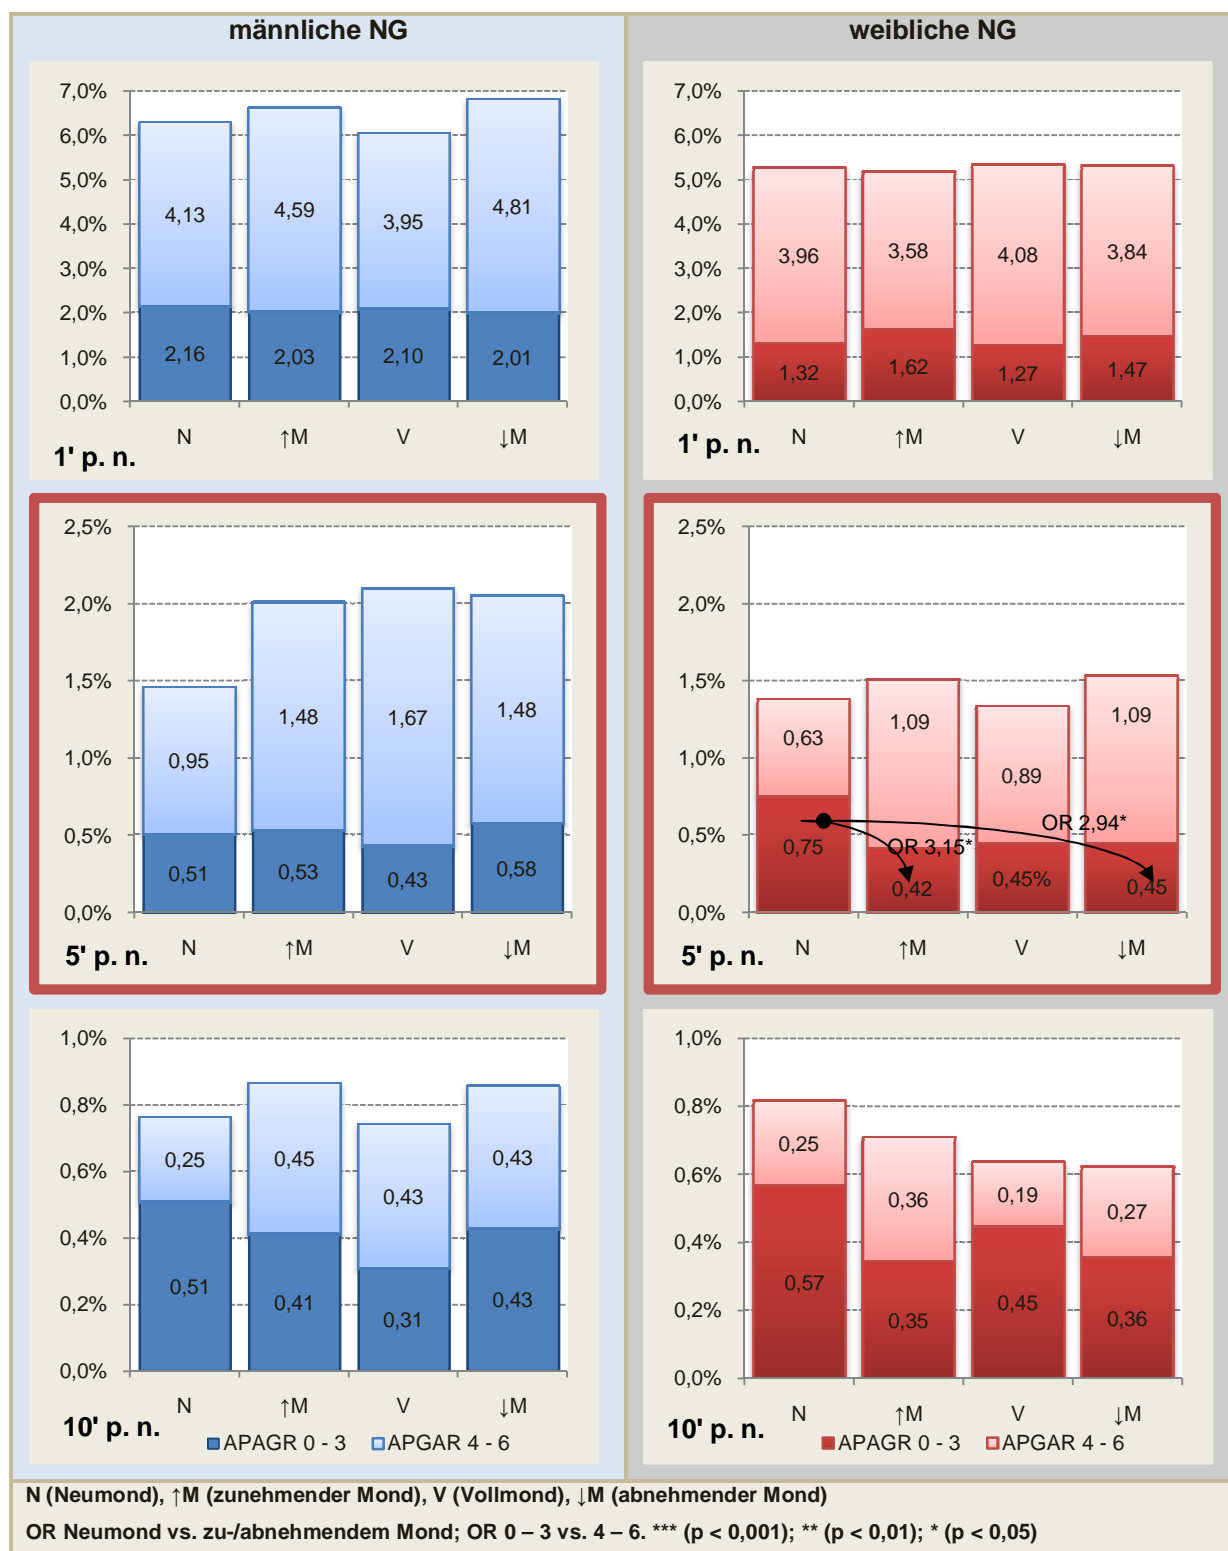 männliche NG
weibliche NG
7,0%
6,0%
5,0%
4,0%
3,0%
2,0%
1,0%
0,0%
4,13
4,59
3,95
4,81
2,16
2,03
2,10
2,01
N
↑M
V
↓M
1' p. n.
7,0%
6,0%
5,0%
4,0%
3,0%
2,0%
1,0%
0,0%
3,96
3,58
4,08
3,84
1,32
1,62
1,27
1,47
N
↑M
V
↓M
1' p. n.
2,5%
2,0%
1,5%
1,0%
0,5%
0,0%
0,95
1,48
1,67
1,48
0,51
0,53
0,43
0,58
N
↑M
V
↓M
5' p. n.
2,5%
2,0%
1,5%
1,0%
0,5%
0,0%
0,63
1,09
0,89
1,09
OR 2,94*
OR 3,15*
0,75
0,42
0,45%
0,45
N
↑M
V
↓M
5' p. n.
1,0%
0,8%
0,6%
0,4%
0,2%
0,0%
0,25
0,45
0,43
0,43
0,51
0,41
0,31
0,43
N
↑M
V
↓M
10' p. n.
APAGR 0 - 3
APGAR 4 - 6
1,0%
0,8%
0,6%
0,4%
0,2%
0,0%
0,25
0,36
0,19
0,27
0,57
0,35
0,45
0,36
N
↑M
V
↓M
10' p. n.
APAGR 0 - 3
APGAR 4 - 6
N (Neumond), ↑M (zunehmender Mond), V (Vollmond), ↓M (abnehmender Mond)
OR Neumond vs. zu-/abnehmendem Mond; OR 0 – 3 vs. 4 – 6. *** (p < 0,001); ** (p < 0,01); * (p < 0,05)